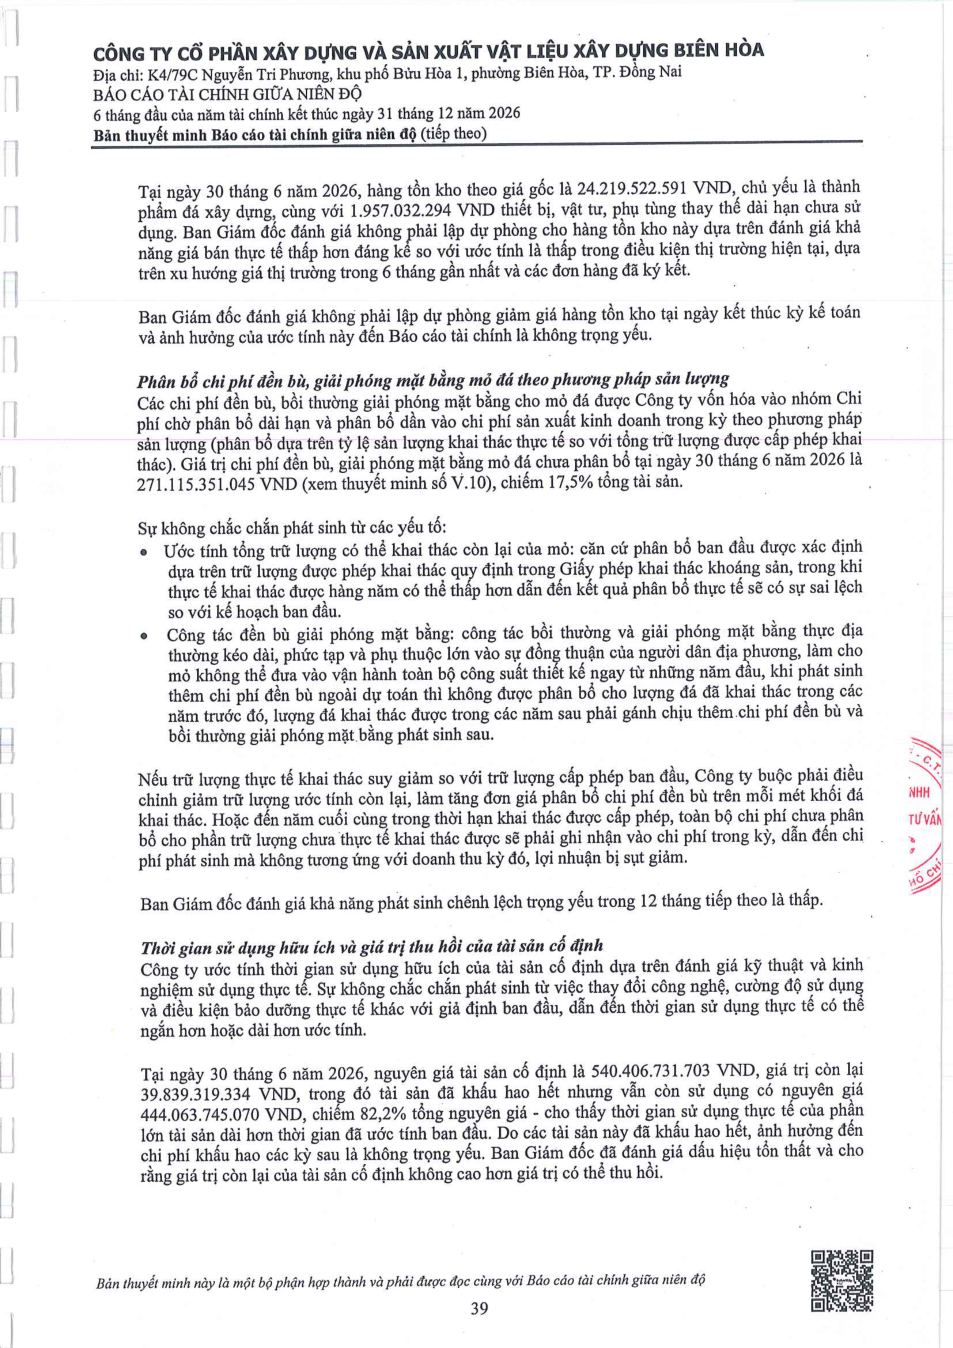 CÔNG TY CỔ PHẦN XÂY DỰNG VÀ SẢN XUẤT VẬT LIỆU XÂY DỰNG BIÊN HÒA
Địa chỉ: K4/79C Nguyễn Tri Phương, khu phố Bửu Hòa 1, phường Biên Hòa, TP. Đồng Nai
BÁO CÁO TÀI CHÍNH GIỮA NIÊN ĐỘ
6 tháng đầu của năm tài chính kết thúc ngày 31 tháng 12 năm 2026
Bản thuyết minh Báo cáo tài chính giữa niên độ (tiếp theo)
Tại ngày 30 tháng 6 năm 2026, hàng tồn kho theo giá gốc là 24.219.522.591 VND, chủ yếu là thành
phẩm đá xây dựng, cùng với 1.957.032.294 VND thiết bị, vật tư, phụ tùng thay thế dài hạn chưa sử
dụng. Ban Giám đốc đánh giá không phải lập dự phòng cho hàng tồn kho này dựa trên đánh giá khả
năng giá bán thực tế thấp hơn đáng kể so với ước tính là thấp trong điều kiện thị trường hiện tại, dựa
trên xu hướng giá thị trường trong 6 tháng gần nhất và các đơn hàng đã ký kết.
Ban Giám đốc đánh giá không phải lập dự phòng giảm giá hàng tồn kho tại ngày kết thúc kỳ kế toán
và ảnh hưởng của ước tính này đến Báo cáo tài chính là không trọng yếu.
Phân bổ chi phí đền bù, giải phóng mặt bằng mỏ đá theo phương pháp sản lượng
Các chi phí đền bù, bồi thường giải phóng mặt bằng cho mỏ đá được Công ty vốn hóa vào nhóm Chi
phí chờ phân bổ dài hạn và phân bổ dần vào chi phí sản xuất kinh doanh trong kỳ theo phương pháp
sản lượng (phân bổ dựa trên tỷ lệ sản lượng khai thác thực tế so với tổng trữ lượng được cấp phép khai
thác). Giá trị chi phí đền bù, giải phóng mặt bằng mỏ đá chưa phân bổ tại ngày 30 tháng 6 năm 2026 là
271.115.351.045 VND (xem thuyết minh số V.10), chiếm 17,5% tổng tài sản.
Sự không chắc chắn phát sinh từ các yếu tố:
• Ước tính tổng trữ lượng có thể khai thác còn lại của mỏ: căn cứ phân bổ ban đầu được xác định
dựa trên trữ lượng được phép khai thác quy định trong Giấy phép khai thác khoáng sản, trong khi
thực tế khai thác được hàng năm có thể thấp hơn dẫn đến kết quả phân bổ thực tế sẽ có sự sai lệch
so với kế hoạch ban đầu.
• Công tác đền bù giải phóng mặt bằng: công tác bồi thường và giải phóng mặt bằng thực địa
thường kéo dài, phức tạp và phụ thuộc lớn vào sự đồng thuận của người dân địa phương, làm cho
mỏ không thể đưa vào vận hành toàn bộ công suất thiết kế ngay từ những năm đầu, khi phát sinh
thêm chi phí đền bù ngoài dự toán thì không được phân bổ cho lượng đá đã khai thác trong các
năm trước đó, lượng đá khai thác được trong các năm sau phải gánh chịu thêm chi phí đền bù và
bồi thường giải phóng mặt bằng phát sinh sau.
Nếu trữ lượng thực tế khai thác suy giảm so với trữ lượng cấp phép ban đầu, Công ty buộc phải điều
chỉnh giảm trữ lượng ước tính còn lại, làm tăng đơn giá phân bổ chi phí đền bù trên mỗi mét khối đá
khai thác. Hoặc đến năm cuối cùng trong thời hạn khai thác được cấp phép, toàn bộ chi phí chưa phân
bổ cho phần trữ lượng chưa thực tế khai thác được sẽ phải ghi nhận vào chi phí trong kỳ, dẫn đến chi
phí phát sinh mà không tương ứng với doanh thu kỳ đó, lợi nhuận bị sụt giảm.
Ban Giám đốc đánh giá khả năng phát sinh chênh lệch trọng yếu trong 12 tháng tiếp theo là thấp.
Thời gian sử dụng hữu ích và giá trị thu hồi của tài sản cố định
Công ty ước tính thời gian sử dụng hữu ích của tài sản cố định dựa trên đánh giá kỹ thuật và kinh
nghiệm sử dụng thực tế. Sự không chắc chắn phát sinh từ việc thay đổi công nghệ, cường độ sử dụng
và điều kiện bảo dưỡng thực tế khác với giả định ban đầu, dẫn đến thời gian sử dụng thực tế có thể
ngắn hơn hoặc dài hơn ước tính.
Tại ngày 30 tháng 6 năm 2026, nguyên giá tài sản cố định là 540.406.731.703 VND, giá trị còn lại
39.839.319.334 VND, trong đó tài sản đã khấu hao hết nhưng vẫn còn sử dụng có nguyên giá
444.063.745.070 VND, chiếm 82,2% tổng nguyên giá - cho thấy thời gian sử dụng thực tế của phần
lớn tài sản dài hơn thời gian đã ước tính ban đầu. Do các tài sản này đã khấu hao hết, ảnh hưởng đến
chi phí khấu hao các kỳ sau là không trọng yếu. Ban Giám đốc đã đánh giá dấu hiệu tổn thất và cho
rằng giá trị còn lại của tài sản cố định không cao hơn giá trị có thể thu hồi.
C.T.
NHH
TƯ VẤN
HỒ CHÍ
Bản thuyết minh này là một bộ phận hợp thành và phải được đọc cùng với Báo cáo tài chính giữa niên độ
39